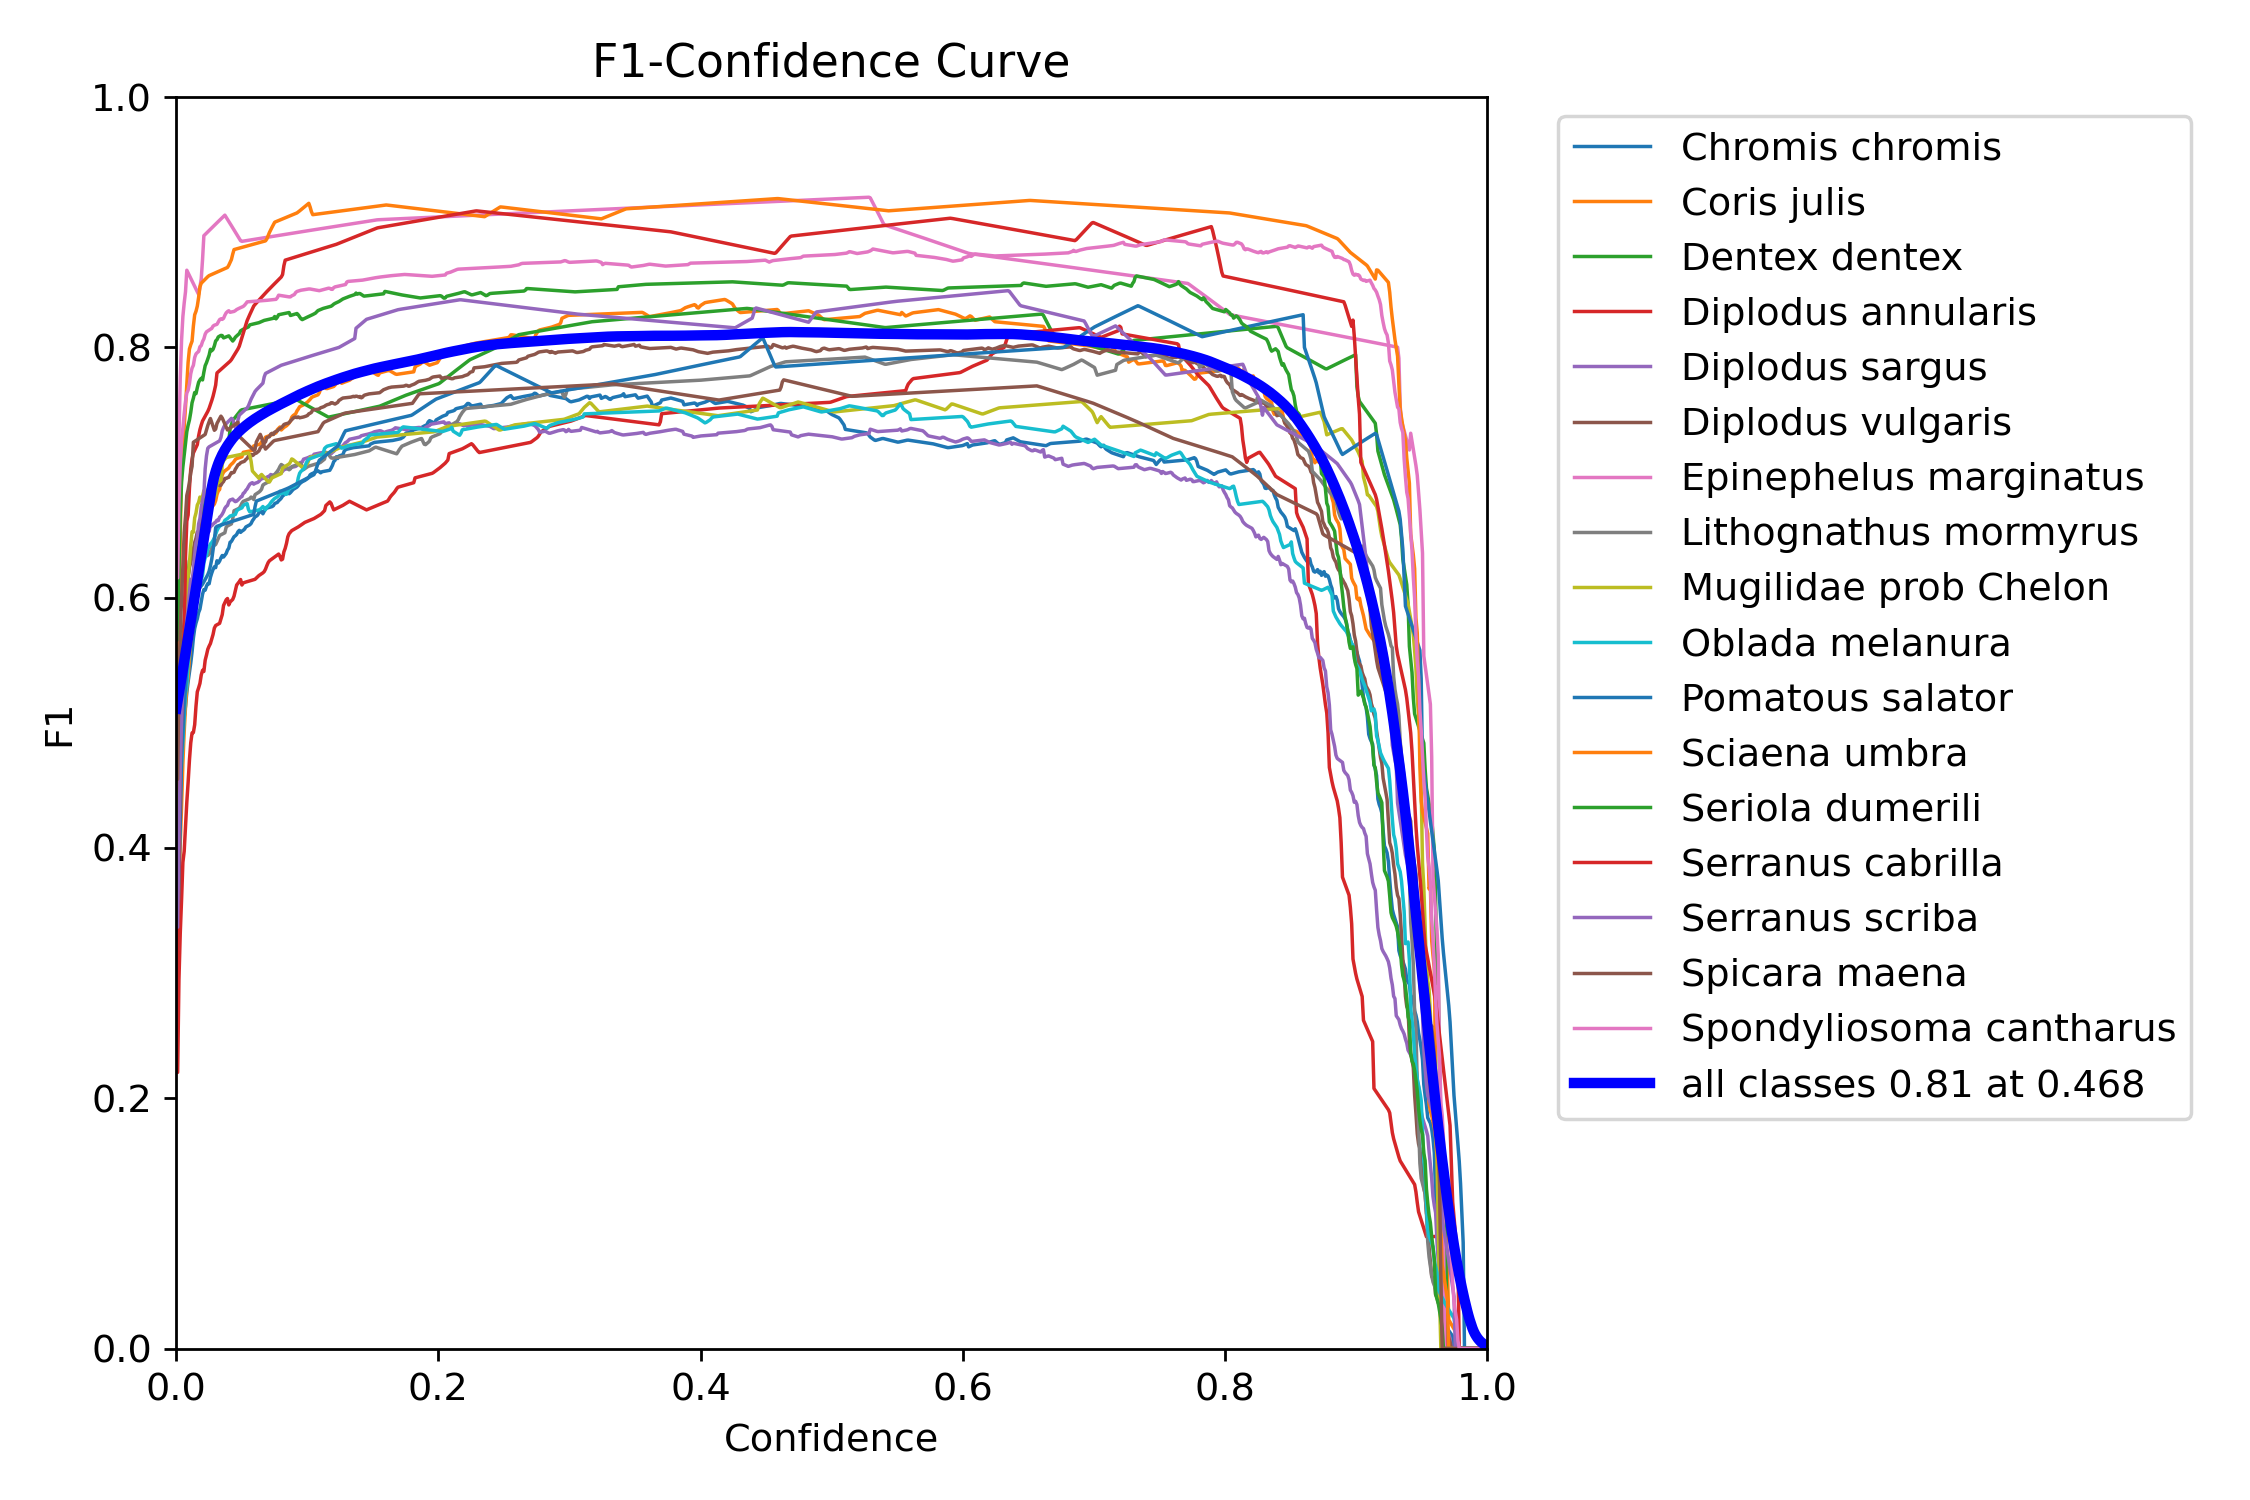 F1-Confidence Curve
1.0
0.8
0.6
0.4
0.2
0.0
F1
0.0 0.2 0.4 0.6 0.8 1.0
Confidence
Chromis chromis
Coris julis
Dentex dentex
Diplodus annularis
Diplodus sargus
Diplodus vulgaris
Epinephelus marginatus
Lithognathus mormyrus
Mugilidae prob Chelon
Oblada melanura
Pomatous salator
Sciaena umbra
Seriola dumerili
Serranus cabrilla
Serranus scriba
Spicara maena
Spondyliosoma cantharus
all classes 0.81 at 0.468